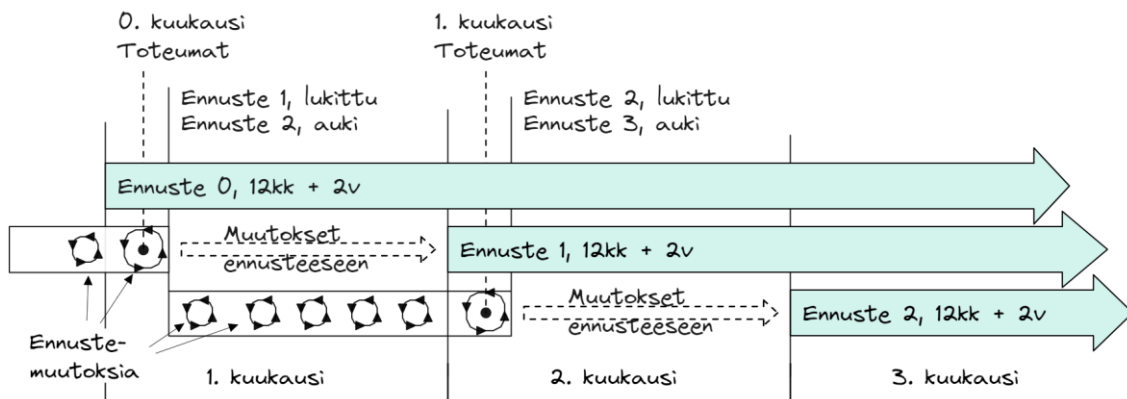 0. kuukausi
Toteumat
1. kuukausi
Toteumat
Ennuste 1, lukittu
Ennuste 2, auki
Ennuste 2, lukittu
Ennuste 3, auki
Ennuste 0, 12kk + 2v
Muutokset
ennusteeseen
Ennuste 1, 12kk + 2v
Muutokset
ennusteeseen
Ennuste 2, 12kk + 2v
Ennuste-
muutoksia
1. kuukausi
2. kuukausi
3. kuukausi